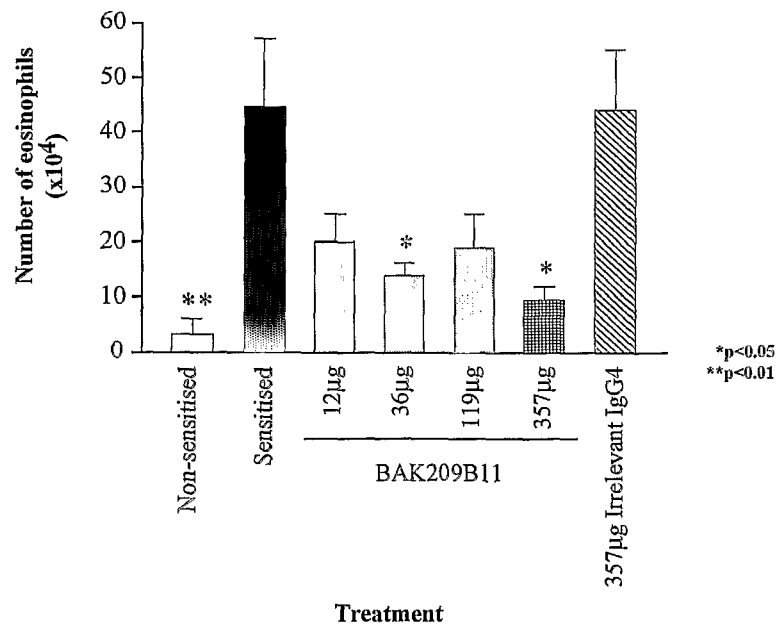 Number of eosinophils
(x10⁴)
60
50
40
30
20
10
0
**
*
*
*p<0.05
**p<0.01
Non-sensitised
Sensitised
12µg
36µg
119µg
357µg
357µg Irrelevant IgG4
BAK209B11
Treatment